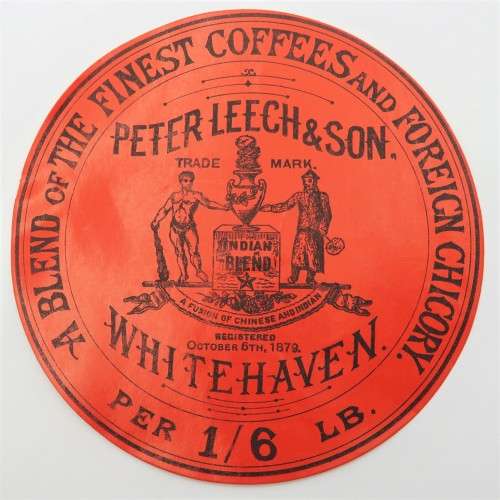 A BLEND OF THE FINEST COFFEES AND FOREIGN CHICORY.
PETER LEECH & SON.
TRADE MARK.
INDIAN
BLEND
A FUSION OF CHINESE AND INDIAN
REGISTERED
OCTOBER 6TH, 1879.
WHITEHAVEN.
PER 1/6 LB.